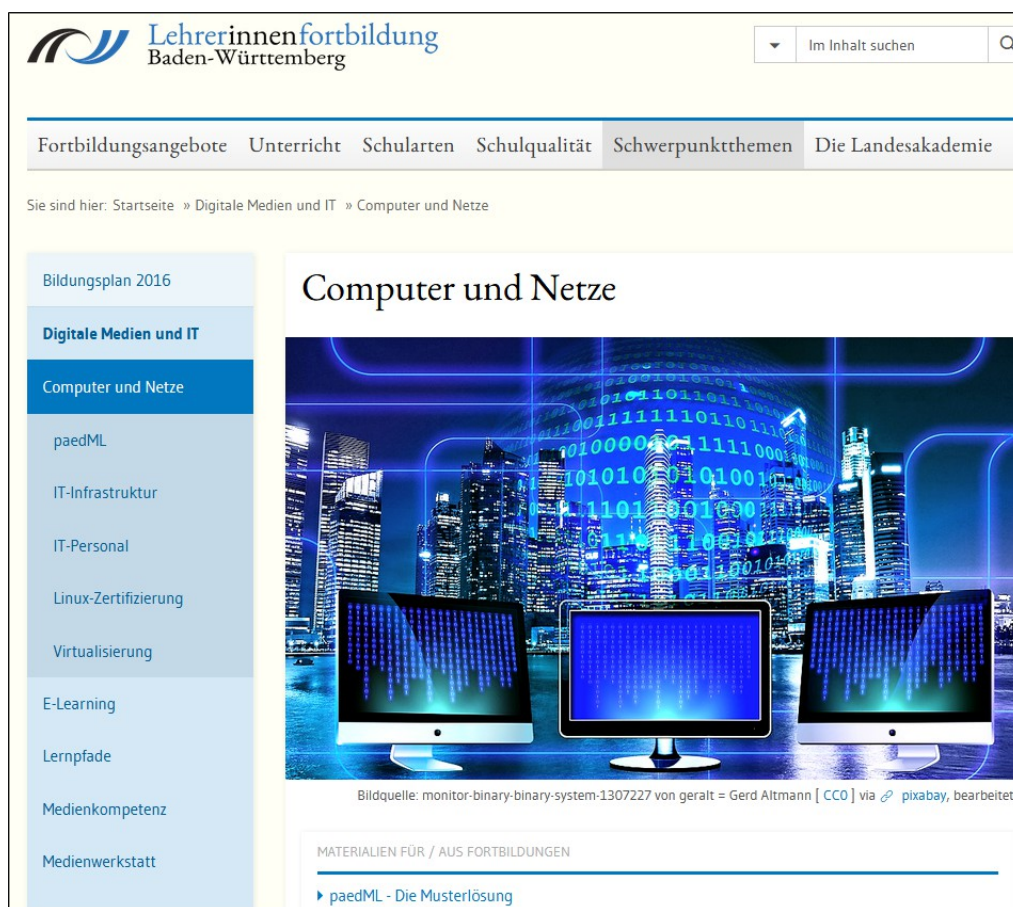 Lehrerinnenfortbildung
Baden-Württemberg
Im Inhalt suchen
Fortbildungsangebote Unterricht Schularten Schulqualität Schwerpunktthemen Die Landesakademie
Sie sind hier: Startseite » Digitale Medien und IT » Computer und Netze
Bildungsplan 2016
Digitale Medien und IT
Computer und Netze
paedML
IT-Infrastruktur
IT-Personal
Linux-Zertifizierung
Virtualisierung
E-Learning
Lernpfade
Medienkompetenz
Medienwerkstatt
Computer und Netze
Bildquelle: monitor-binary-binary-system-1307227 von geralt = Gerd Altmann [ CC0 ] via pixabay, bearbeitet
MATERIALIEN FÜR / AUS FORTBILDUNGEN
paedML - Die Musterlösung